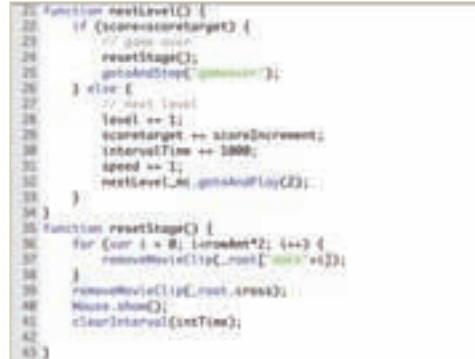 21 function nextLevel() {
22 if (score<scoretarget) {
23 // game over
24 resetStage();
25 gotoAndStop("gameover");
26 } else {
27 // next level
28 level += 1;
29 scoretarget += scoreIncrement;
30 intervalTime += 1000;
31 speed += 1;
32 nextLevel_mc.gotoAndPlay(2);
33 }
34 }
35 function resetStage() {
36 for (var i = 0; i<rowAmt*2; i++) {
37 removeMovieClip(_root["duck"+i]);
38 }
39 removeMovieClip(_root.cross);
40 Mouse.show();
41 clearInterval(intTime);
42
43 }